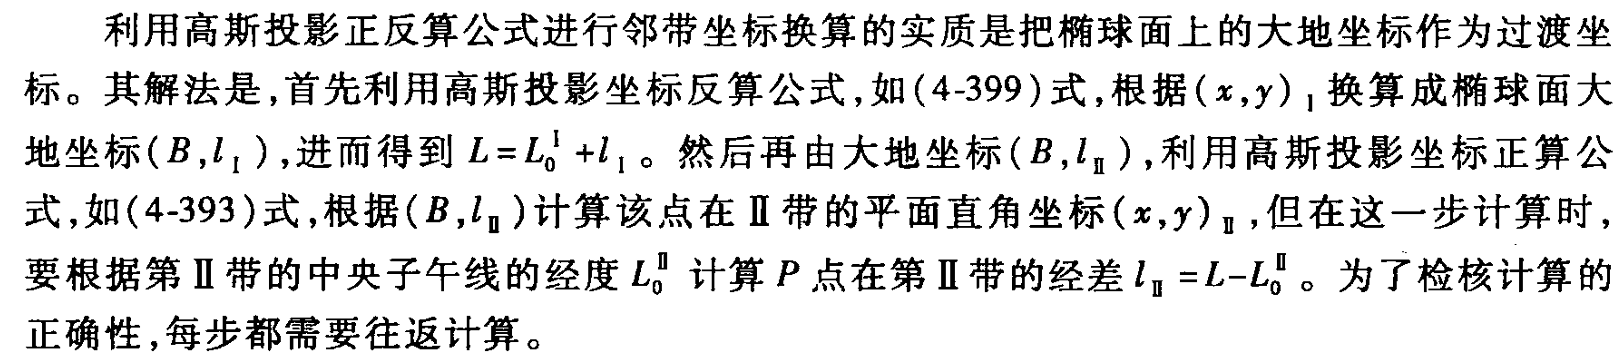 利用高斯投影正反算公式进行邻带坐标换算的实质是把椭球面上的大地坐标作为过渡坐
标。其解法是,首先利用高斯投影坐标反算公式,如(4-399)式,根据(x,y)Ⅰ换算成椭球面大
地坐标(B,lⅠ),进而得到 L=L₀ᴵ+lⅠ。然后再由大地坐标(B,lⅡ),利用高斯投影坐标正算公
式,如(4-393)式,根据(B,lⅡ)计算该点在Ⅱ带的平面直角坐标(x,y)Ⅱ,但在这一步计算时,
要根据第Ⅱ带的中央子午线的经度 L₀ᴵᴵ 计算 P 点在第Ⅱ带的经差 lⅡ=L-L₀ᴵᴵ。为了检核计算的
正确性,每步都需要往返计算。